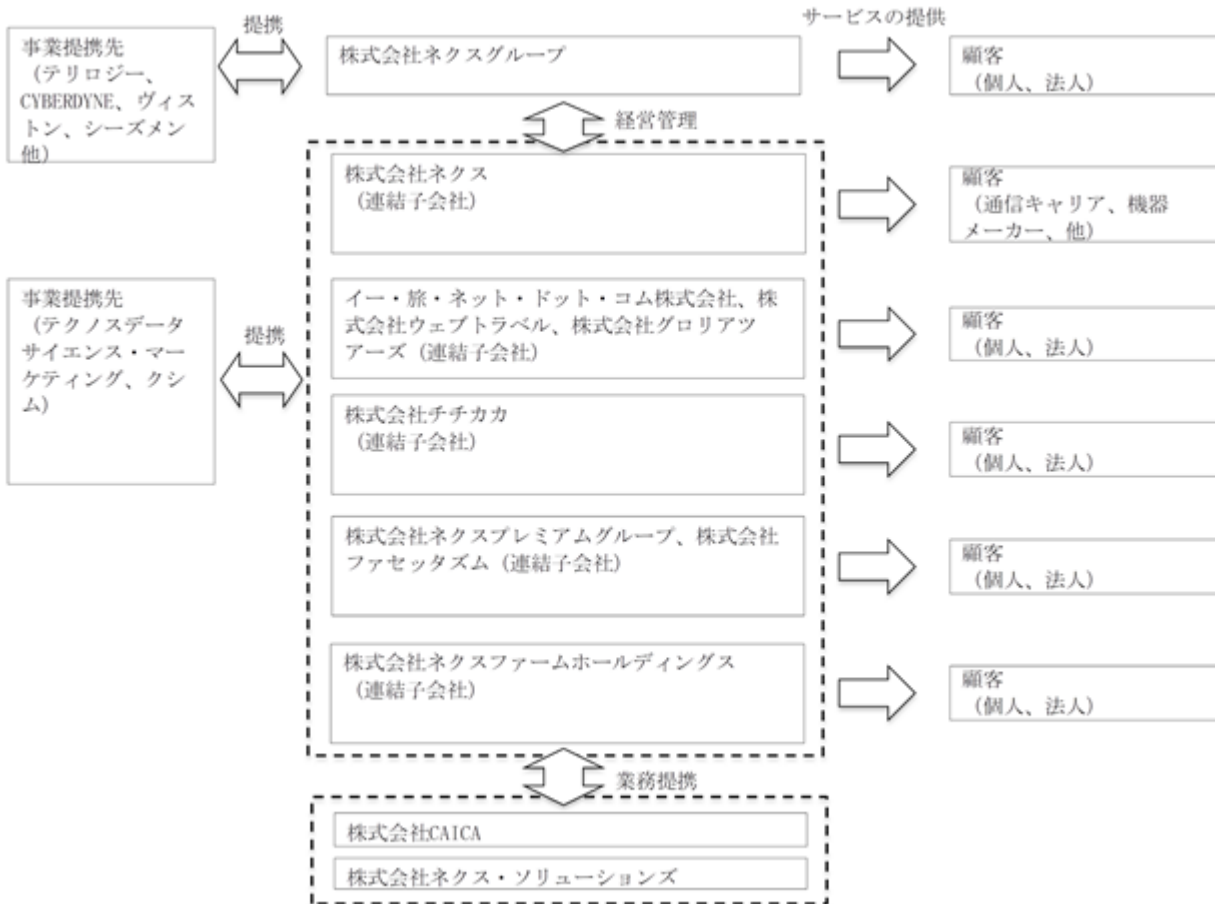 サービスの提供
提携
事業提携先
（テリロジー、
CYBERDYNE、ヴィス
トン、シーズメン
他）
株式会社ネクスグループ
顧客
（個人、法人）
経営管理
株式会社ネクス
（連結子会社）
顧客
（通信キャリア、機器
メーカー、他）
事業提携先
（テクノスデータ
サイエンス・マー
ケティング、クシ
ム）
提携
イー・旅・ネット・ドット・コム株式会社、株
式会社ウェブトラベル、株式会社グロリアツ
アーズ（連結子会社）
顧客
（個人、法人）
株式会社チチカカ
（連結子会社）
顧客
（個人、法人）
株式会社ネクスプレミアムグループ、株式会社
ファセッタズム（連結子会社）
顧客
（個人、法人）
株式会社ネクスファームホールディングス
（連結子会社）
顧客
（個人、法人）
業務提携
株式会社CAICA
株式会社ネクス・ソリューションズ